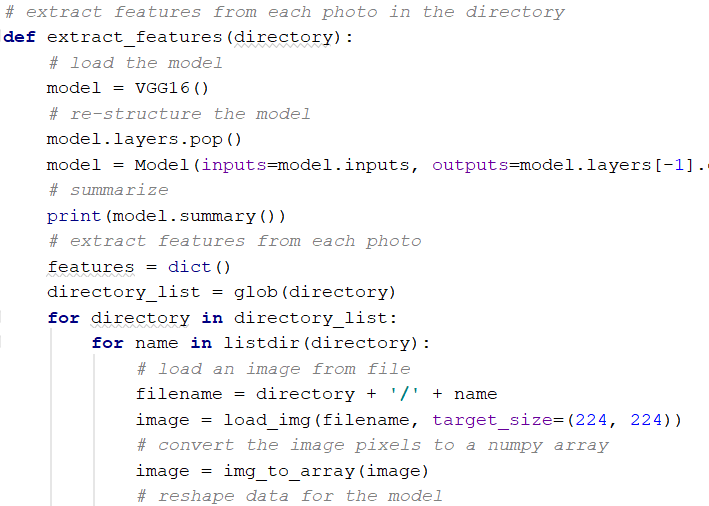 # extract features from each photo in the directory
def extract_features(directory):
    # load the model
    model = VGG16()
    # re-structure the model
    model.layers.pop()
    model = Model(inputs=model.inputs, outputs=model.layers[-1].
    # summarize
    print(model.summary())
    # extract features from each photo
    features = dict()
    directory_list = glob(directory)
    for directory in directory_list:
        for name in listdir(directory):
            # load an image from file
            filename = directory + '/' + name
            image = load_img(filename, target_size=(224, 224))
            # convert the image pixels to a numpy array
            image = img_to_array(image)
            # reshape data for the model